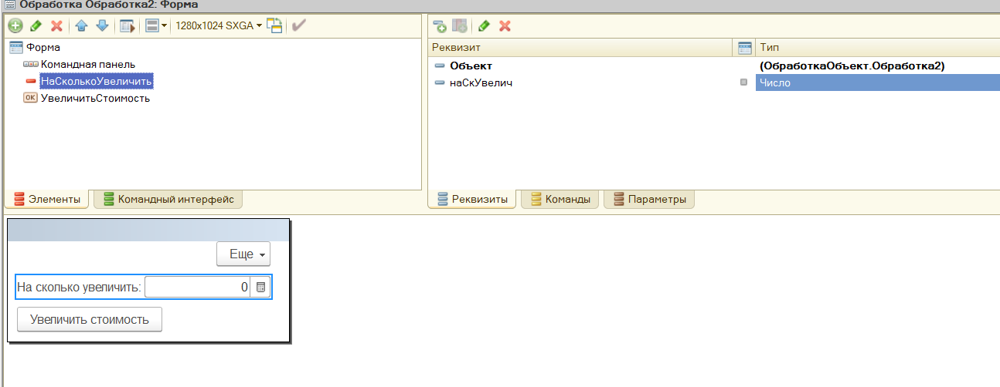 Обработка Обработка2: Форма
1280x1024 SXGA
Форма
Командная панель
НаСколькоУвеличить
OK УвеличитьСтоимость
Элементы Командный интерфейс
Реквизит Тип
Объект (ОбработкаОбъект.Обработка2)
наСкУвелич Число
Реквизиты Команды Параметры
Еще
На сколько увеличить: 0
Увеличить стоимость